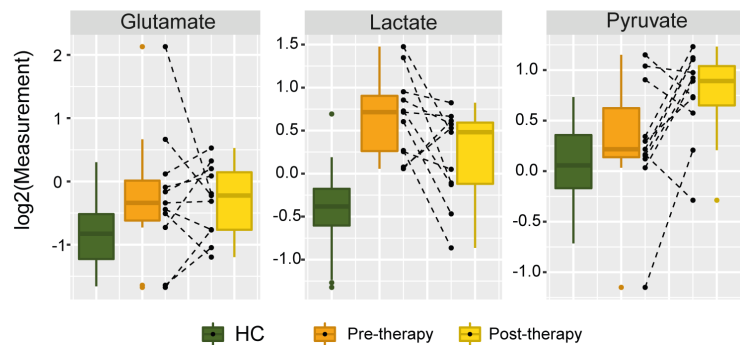 Glutamate
Lactate
Pyruvate
log2(Measurement)
2
1
0
-1
1.5
1.0
0.5
0.0
-0.5
-1.0
1.0
0.5
0.0
-0.5
-1.0
HC
Pre-therapy
Post-therapy